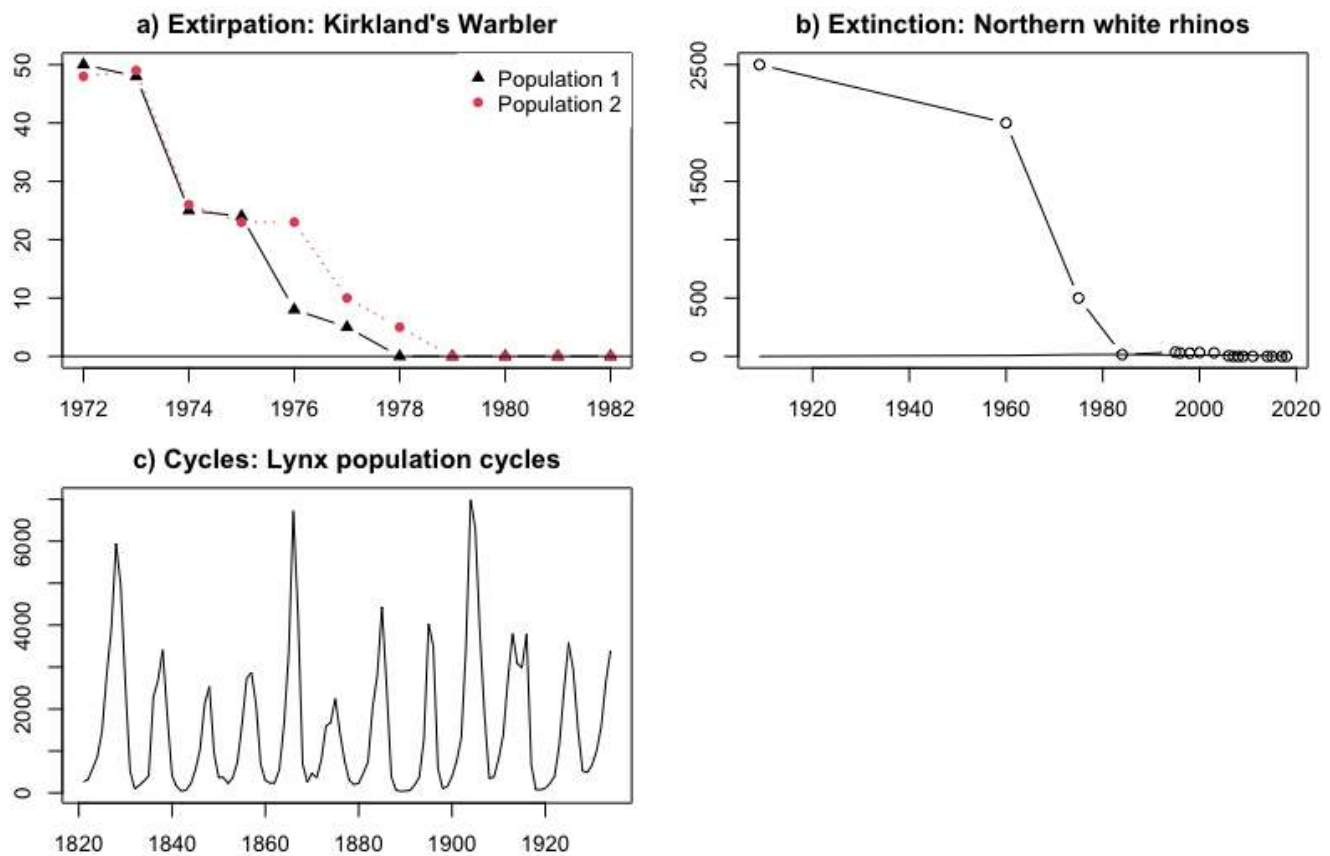 a) Extirpation: Kirkland's Warbler
50
40
30
20
10
0
Population 1
Population 2
1972 1974 1976 1978 1980 1982
b) Extinction: Northern white rhinos
2500
1500
500
0
1920 1940 1960 1980 2000 2020
c) Cycles: Lynx population cycles
6000
4000
2000
0
1820 1840 1860 1880 1900 1920